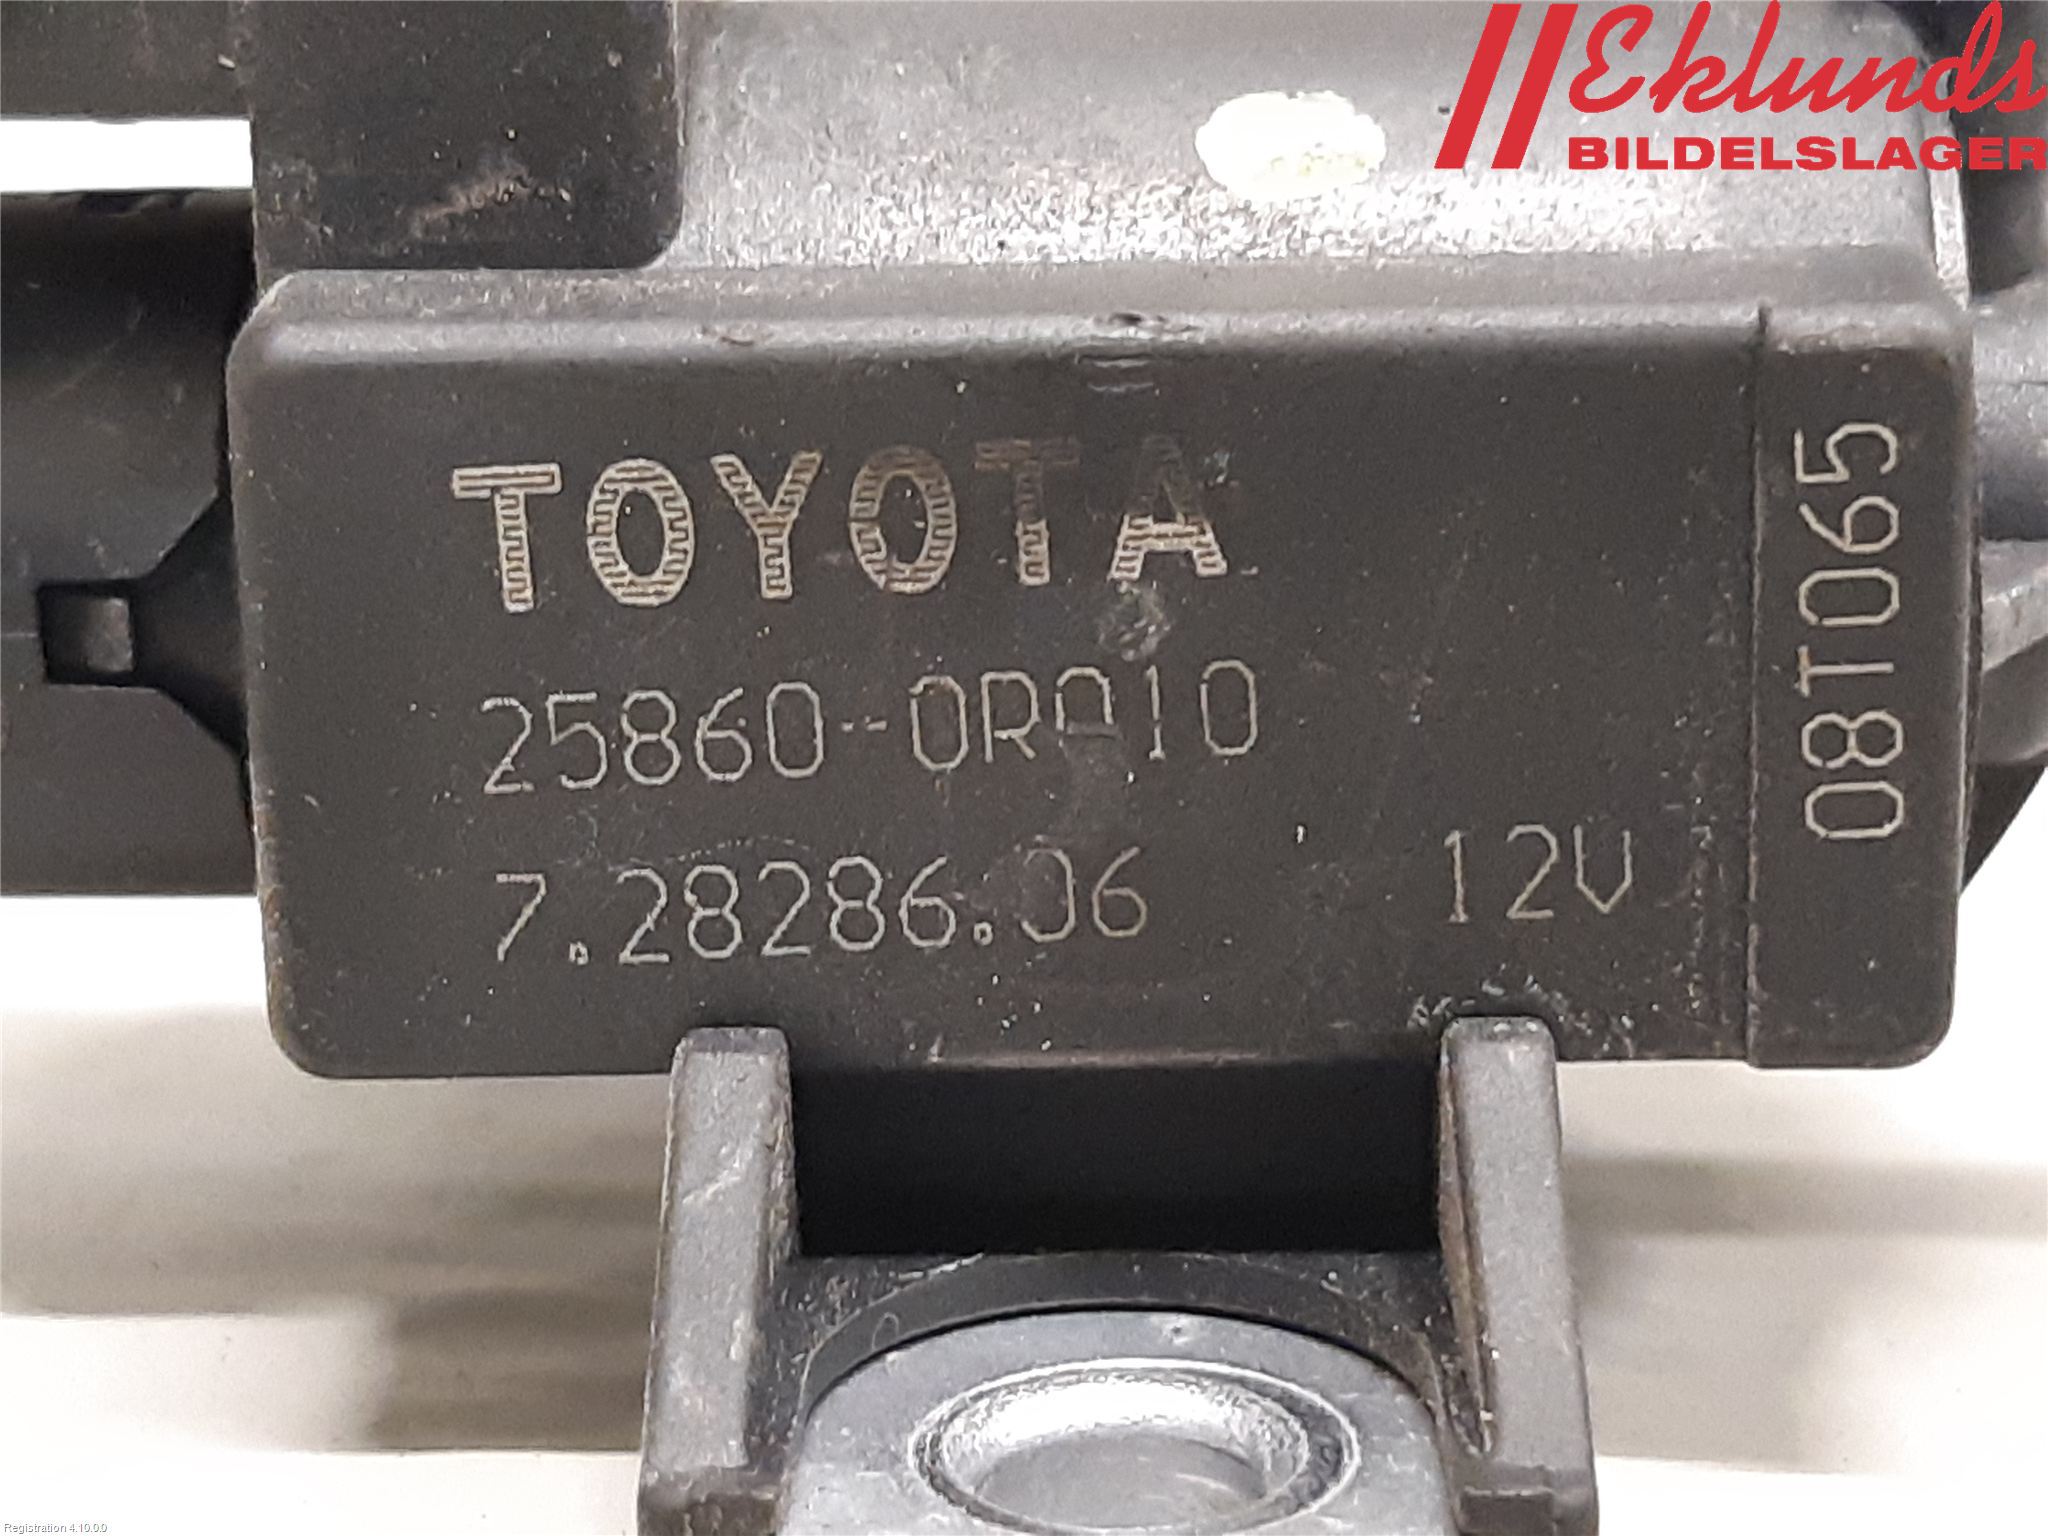 Eklunds
BILDELSLAGER
TOYOTA
25860-0R010
7.28286.06
12V
08T065
Registration 4.10.0.0